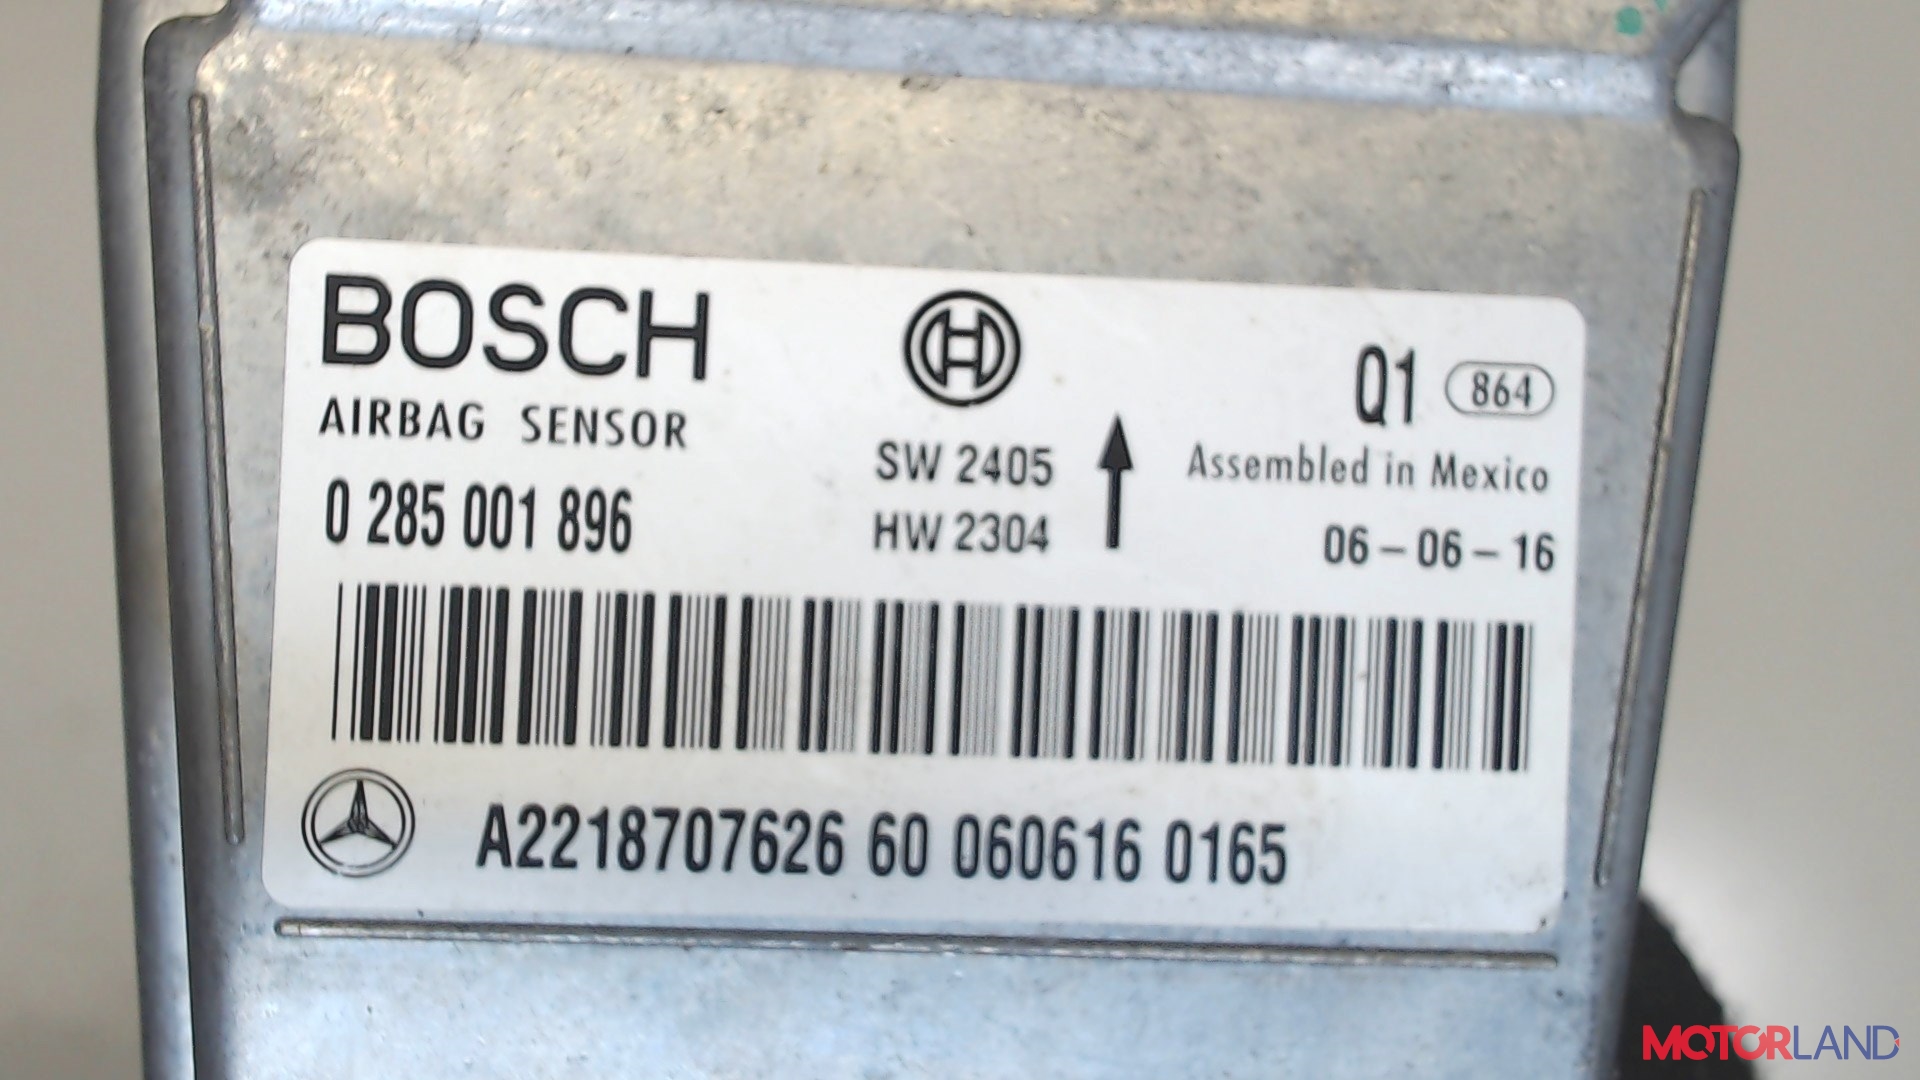 BOSCH
AIRBAG SENSOR
0 285 001 896
SW 2405
HW 2304
Q1 864
Assembled in Mexico
06 – 06 – 16
A2218707626 60 060616 0165
MOTORLAND